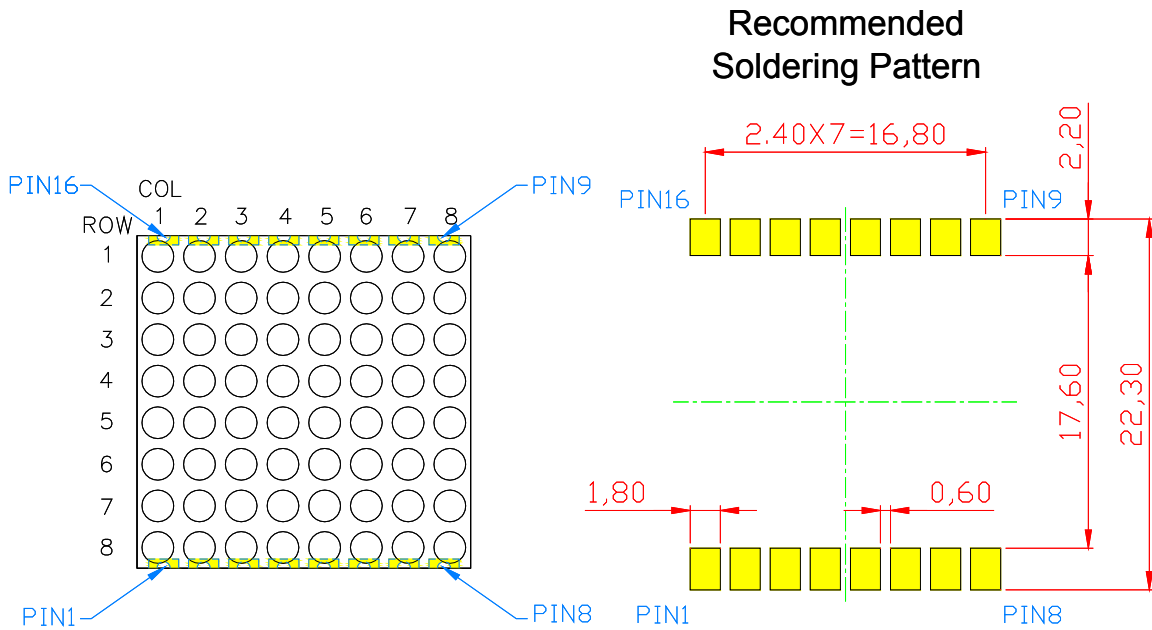 Recommended
Soldering Pattern
2.40X7=16,80
2,20
PIN16
PIN9
COL
ROW
1 2 3 4 5 6 7 8
1
2
3
4
5
6
7
8
PIN1
PIN8
PIN16
PIN9
17,60
22,30
1,80
0,60
PIN1
PIN8